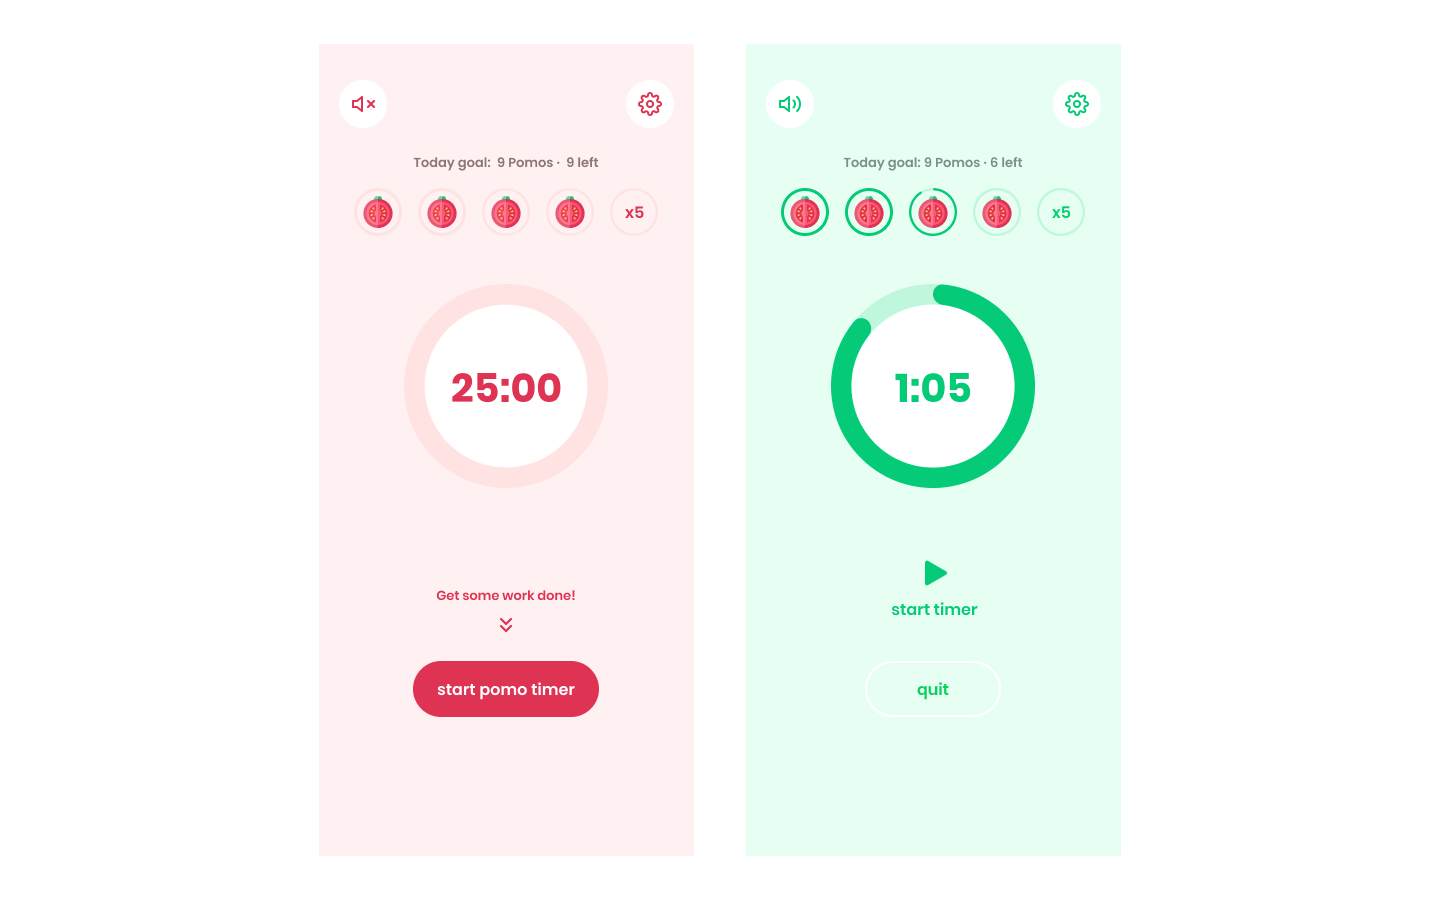 Today goal:  9 Pomos ·  9 left
x5
25:00
Get some work done!
start pomo timer
Today goal: 9 Pomos · 6 left
x5
1:05
start timer
quit